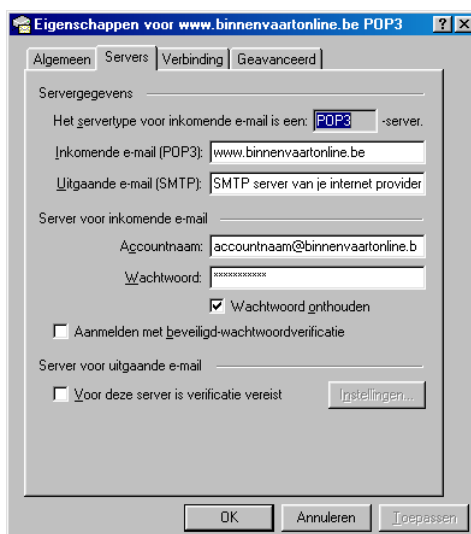 Eigenschappen voor www.binnenvaartonline.be POP3
Algemeen Servers Verbinding Geavanceerd
Servergegevens
Het servertype voor inkomende e-mail is een: POP3 -server.
Inkomende e-mail (POP3): www.binnenvaartonline.be
Uitgaande e-mail (SMTP): SMTP server van je internet provider
Server voor inkomende e-mail
Accountnaam: accountnaam@binnenvaartonline.b
Wachtwoord: ***********
Wachtwoord onthouden
Aanmelden met beveiligd-wachtwoordverificatie
Server voor uitgaande e-mail
Voor deze server is verificatie vereist Instellingen...
OK Annuleren Toepassen